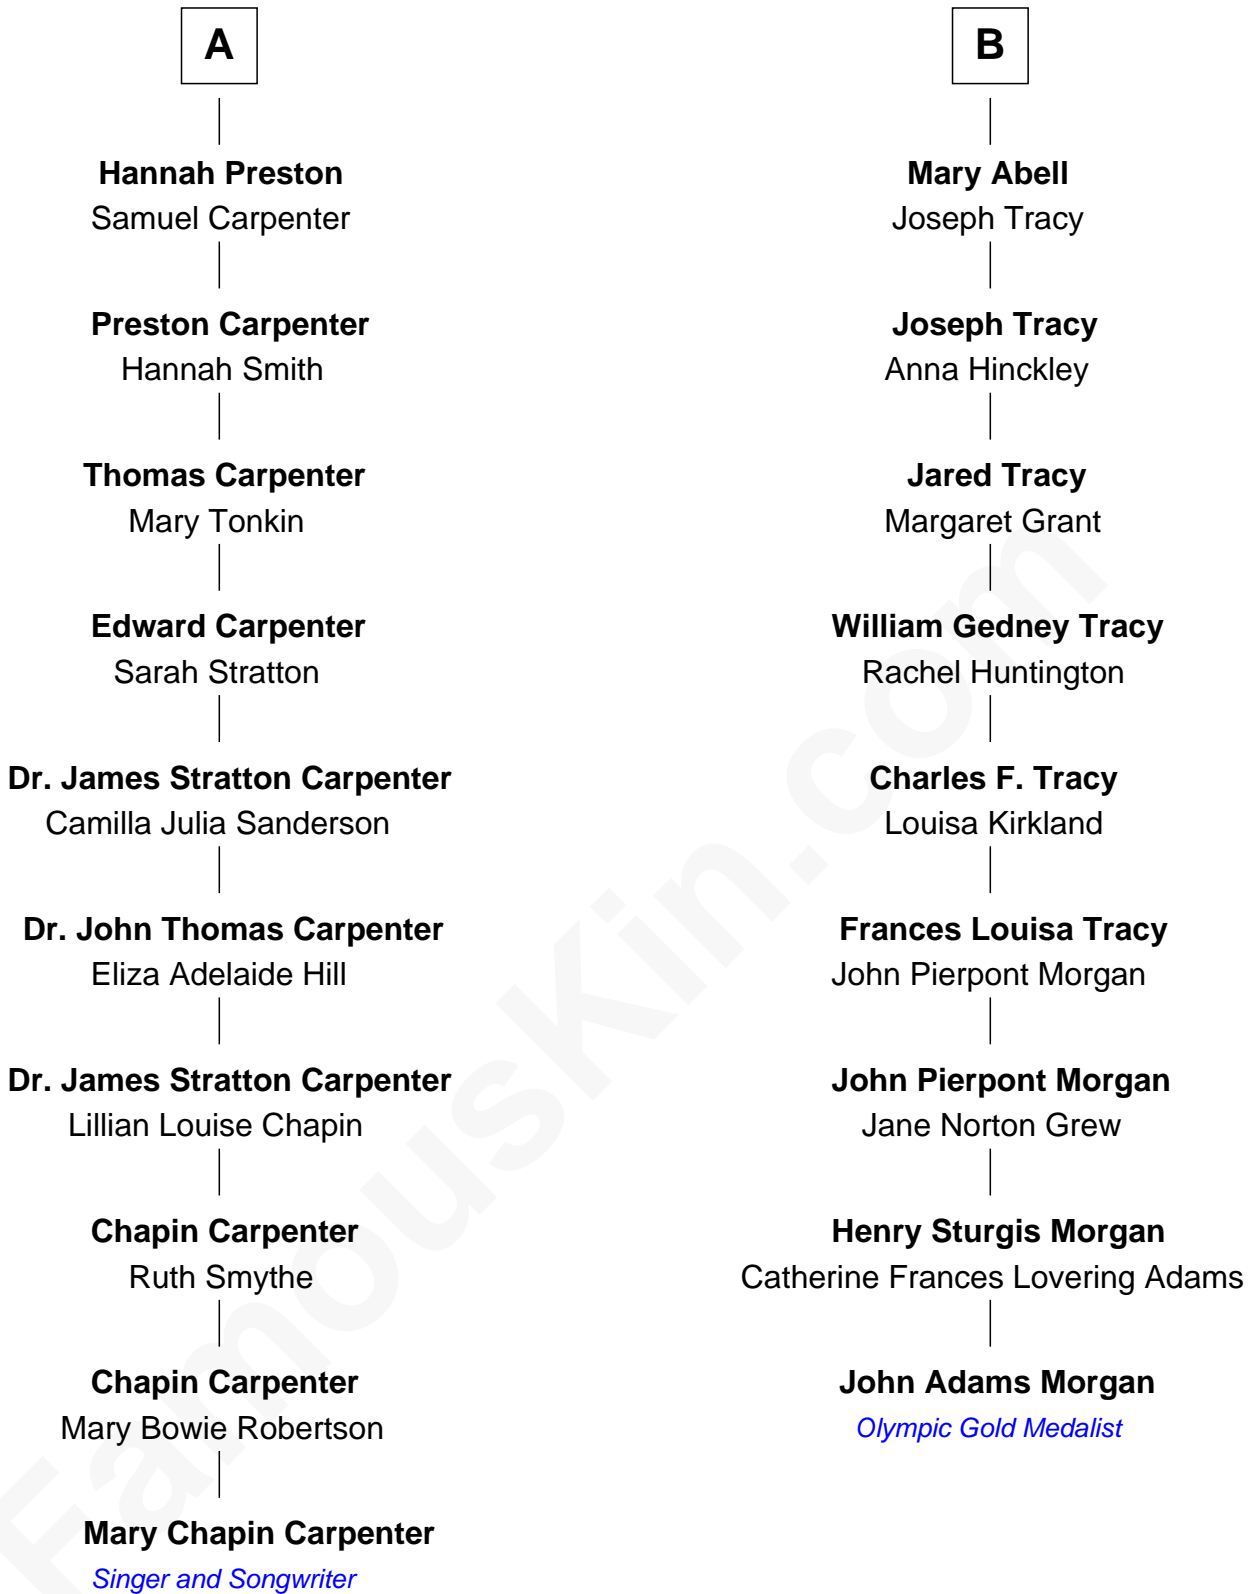 A
Hannah Preston
Samuel Carpenter
Preston Carpenter
Hannah Smith
Thomas Carpenter
Mary Tonkin
Edward Carpenter
Sarah Stratton
Dr. James Stratton Carpenter
Camilla Julia Sanderson
Dr. John Thomas Carpenter
Eliza Adelaide Hill
Dr. James Stratton Carpenter
Lillian Louise Chapin
Chapin Carpenter
Ruth Smythe
Chapin Carpenter
Mary Bowie Robertson
Mary Chapin Carpenter
Singer and Songwriter
B
Mary Abell
Joseph Tracy
Joseph Tracy
Anna Hinckley
Jared Tracy
Margaret Grant
William Gedney Tracy
Rachel Huntington
Charles F. Tracy
Louisa Kirkland
Frances Louisa Tracy
John Pierpont Morgan
John Pierpont Morgan
Jane Norton Grew
Henry Sturgis Morgan
Catherine Frances Lovering Adams
John Adams Morgan
Olympic Gold Medalist
FamousKin.com